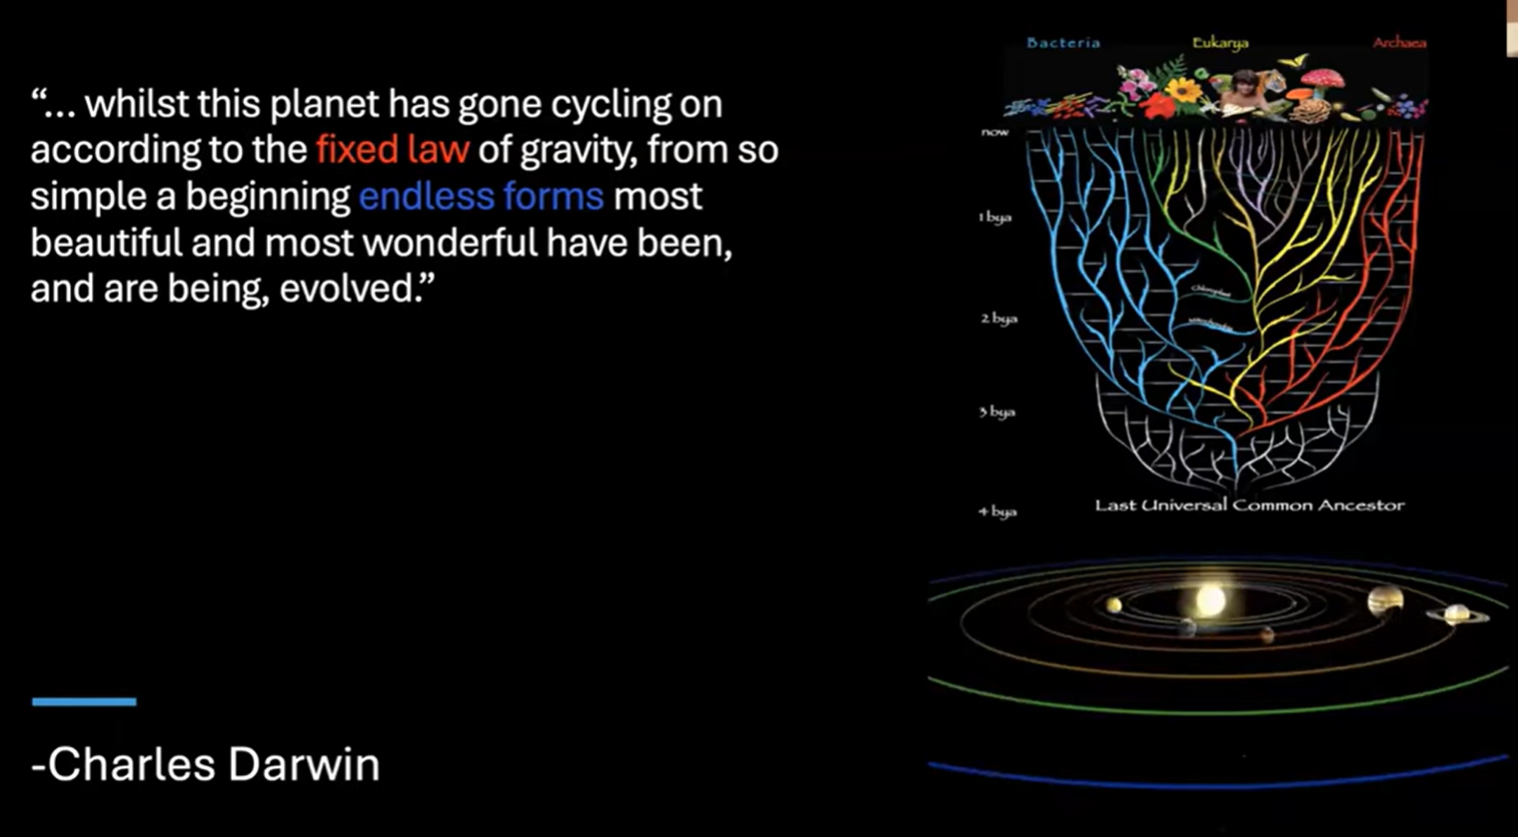 “... whilst this planet has gone cycling on
according to the fixed law of gravity, from so
simple a beginning endless forms most
beautiful and most wonderful have been,
and are being, evolved.”
-Charles Darwin
Bacteria
Eukarya
Archaea
now
1 bya
Chloroplast
2 bya
Mitochondria
3 bya
4 bya
Last Universal Common Ancestor